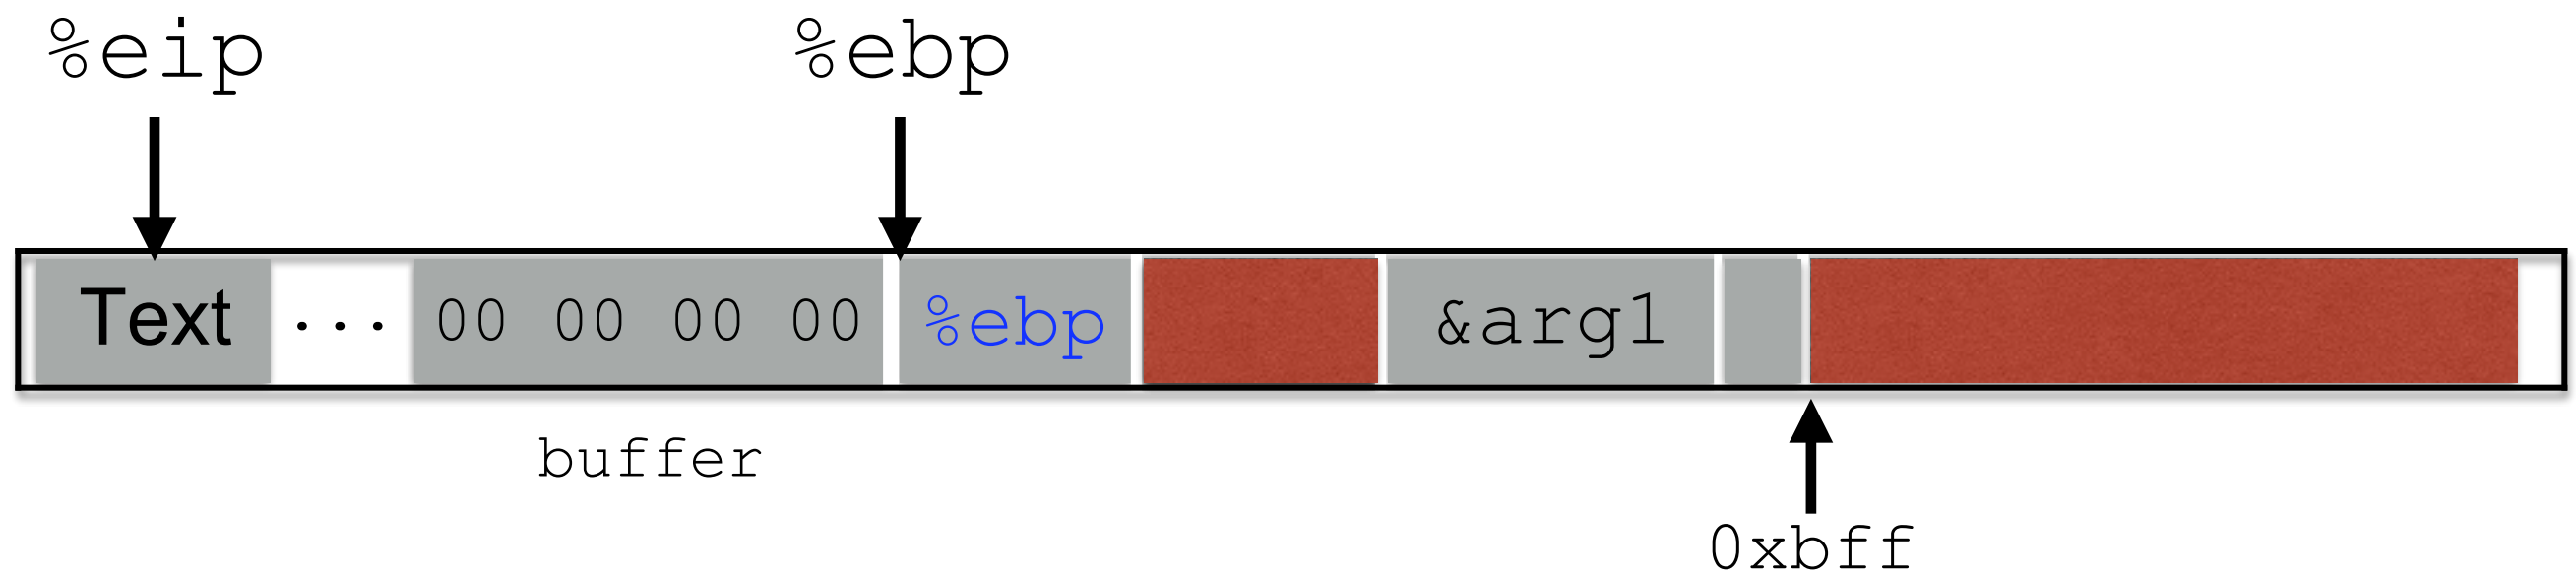 %eip %ebp
Text ... 00 00 00 00 %ebp &arg1
buffer
0xbff